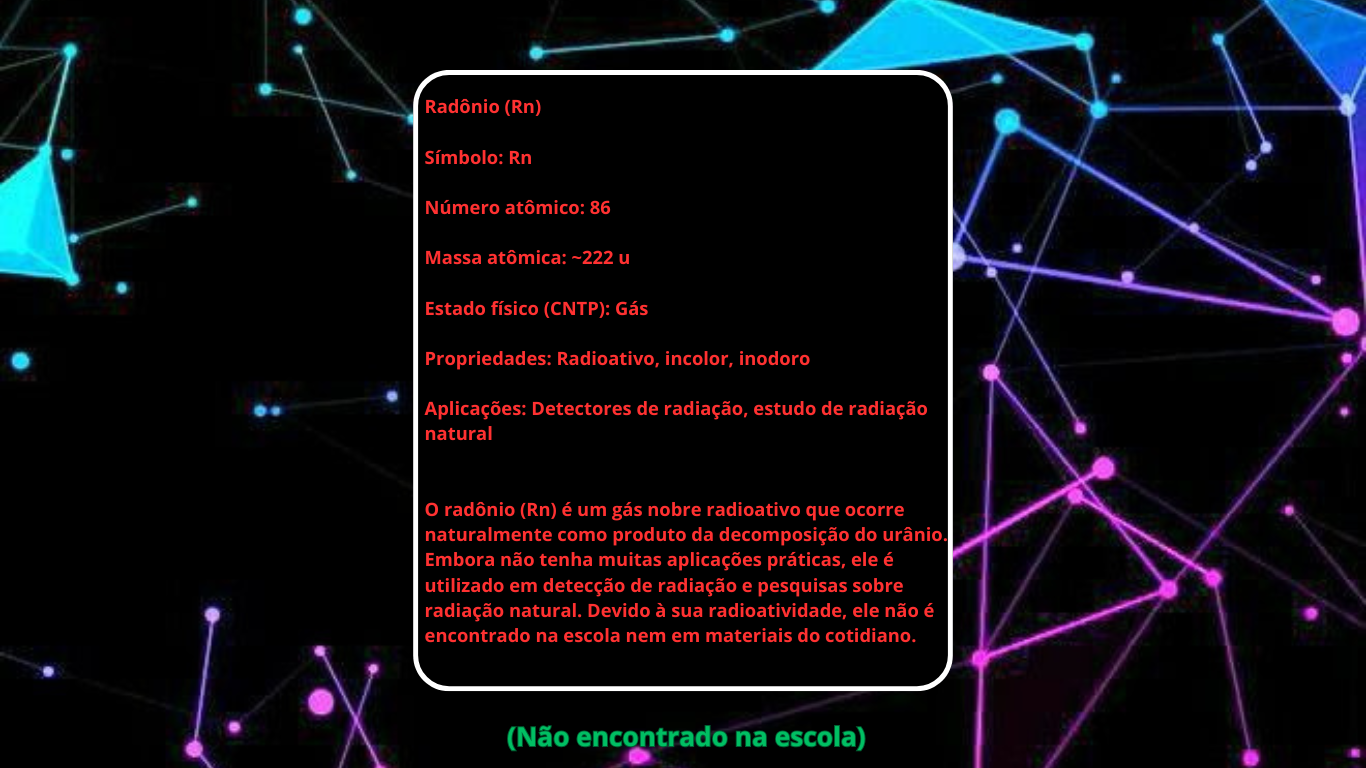 Radônio (Rn)
Símbolo: Rn
Número atômico: 86
Massa atômica: ~222 u
Estado físico (CNTP): Gás
Propriedades: Radioativo, incolor, inodoro
Aplicações: Detectores de radiação, estudo de radiação
natural
O radônio (Rn) é um gás nobre radioativo que ocorre
naturalmente como produto da decomposição do urânio.
Embora não tenha muitas aplicações práticas, ele é
utilizado em detecção de radiação e pesquisas sobre
radiação natural. Devido à sua radioatividade, ele não é
encontrado na escola nem em materiais do cotidiano.
(Não encontrado na escola)